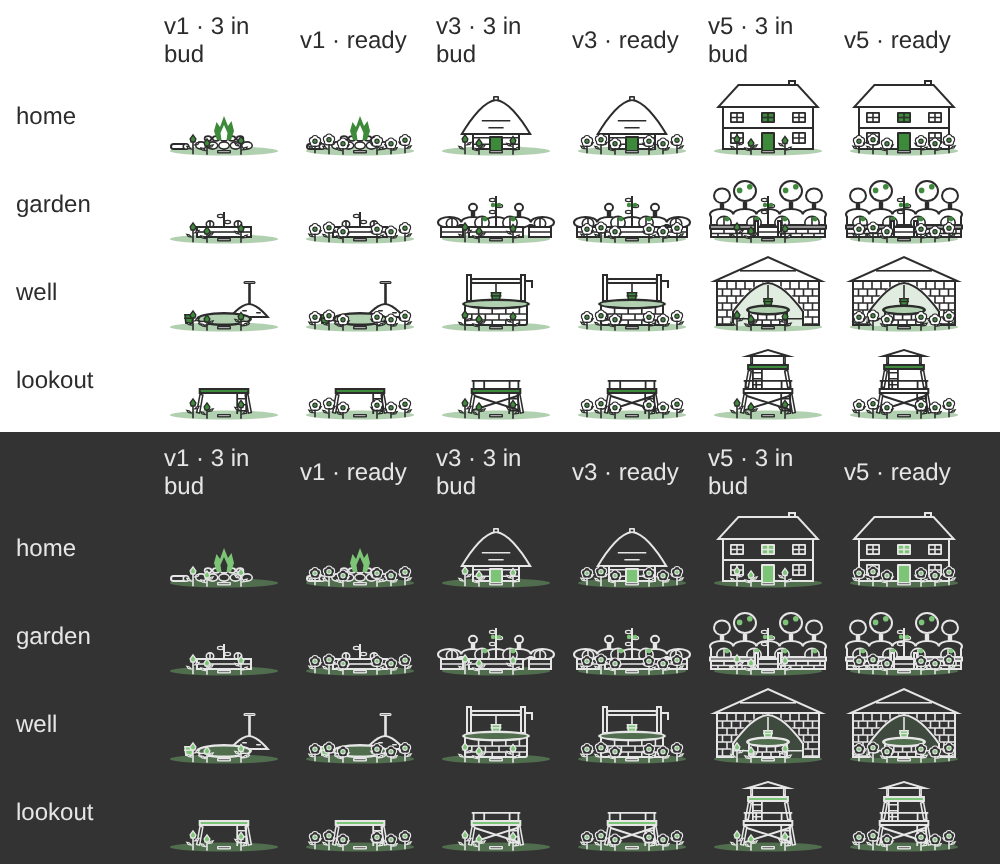 v1 · 3 in bud
v1 · ready
v3 · 3 in bud
v3 · ready
v5 · 3 in bud
v5 · ready
home
garden
well
lookout
v1 · 3 in bud
v1 · ready
v3 · 3 in bud
v3 · ready
v5 · 3 in bud
v5 · ready
home
garden
well
lookout